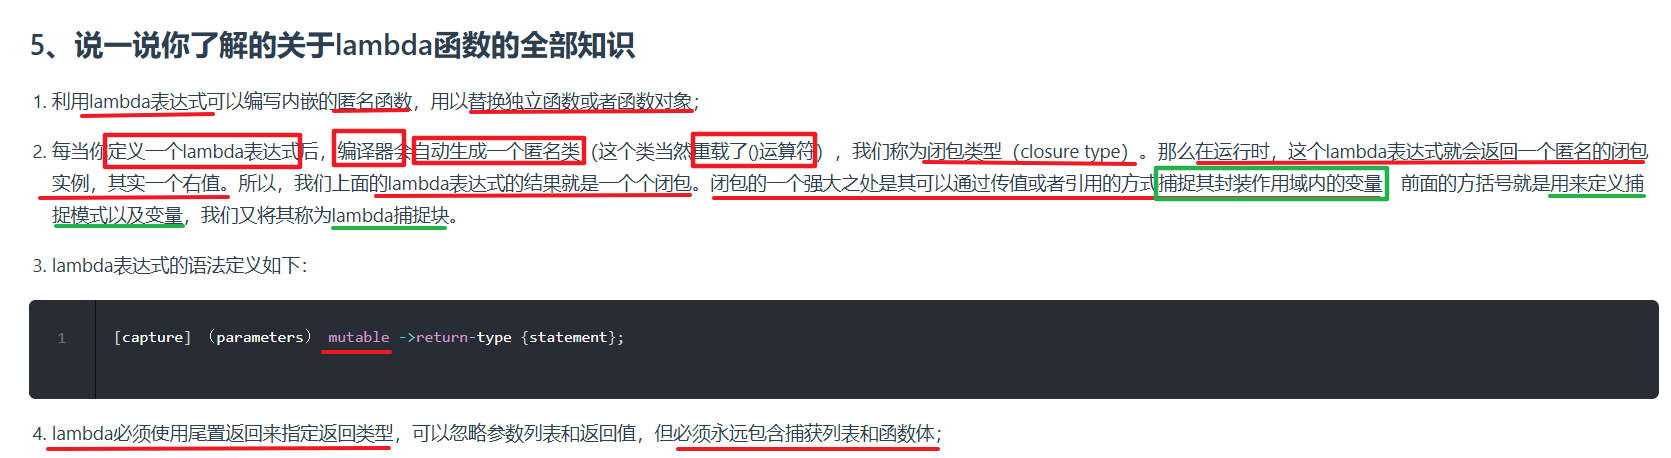 5、说一说你了解的关于lambda函数的全部知识
1. 利用lambda表达式可以编写内嵌的匿名函数，用以替换独立函数或者函数对象；
2. 每当你定义一个lambda表达式后，编译器会自动生成一个匿名类（这个类当然重载了()运算符），我们称为闭包类型（closure type）。那么在运行时，这个lambda表达式就会返回一个匿名的闭包
实例，其实一个右值。所以，我们上面的lambda表达式的结果就是一个个闭包。闭包的一个强大之处是其可以通过传值或者引用的方式捕捉其封装作用域内的变量 前面的方括号就是用来定义捕
捉模式以及变量，我们又将其称为lambda捕捉块。
3. lambda表达式的语法定义如下：
1 [capture] （parameters） mutable ->return-type {statement};
4. lambda必须使用尾置返回来指定返回类型，可以忽略参数列表和返回值，但必须永远包含捕获列表和函数体；